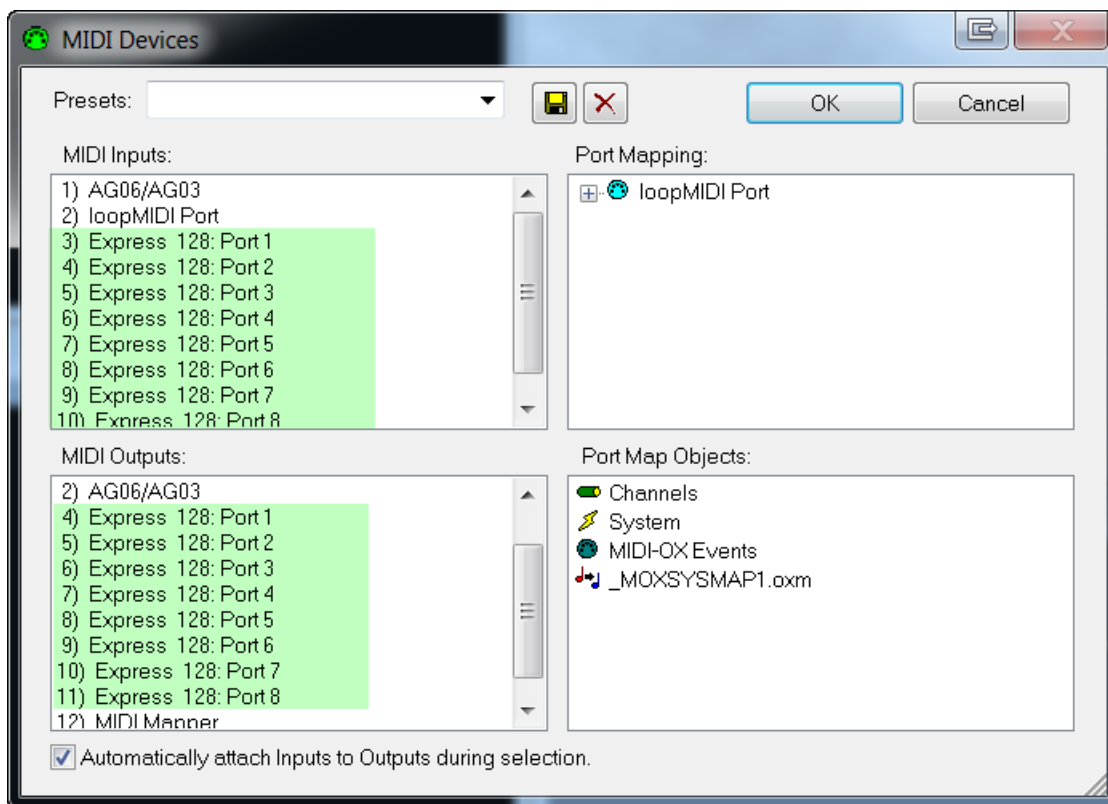 MIDI Devices
Presets:
OK
Cancel
MIDI Inputs:
1) AG06/AG03
2) loopMIDI Port
3) Express 128: Port 1
4) Express 128: Port 2
5) Express 128: Port 3
6) Express 128: Port 4
7) Express 128: Port 5
8) Express 128: Port 6
9) Express 128: Port 7
10) Express 128: Port 8
Port Mapping:
loopMIDI Port
MIDI Outputs:
2) AG06/AG03
4) Express 128: Port 1
5) Express 128: Port 2
6) Express 128: Port 3
7) Express 128: Port 4
8) Express 128: Port 5
9) Express 128: Port 6
10) Express 128: Port 7
11) Express 128: Port 8
12) MIDI Mapper
Port Map Objects:
Channels
System
MIDI-OX Events
_MOXSYSMAP1.oxm
Automatically attach Inputs to Outputs during selection.